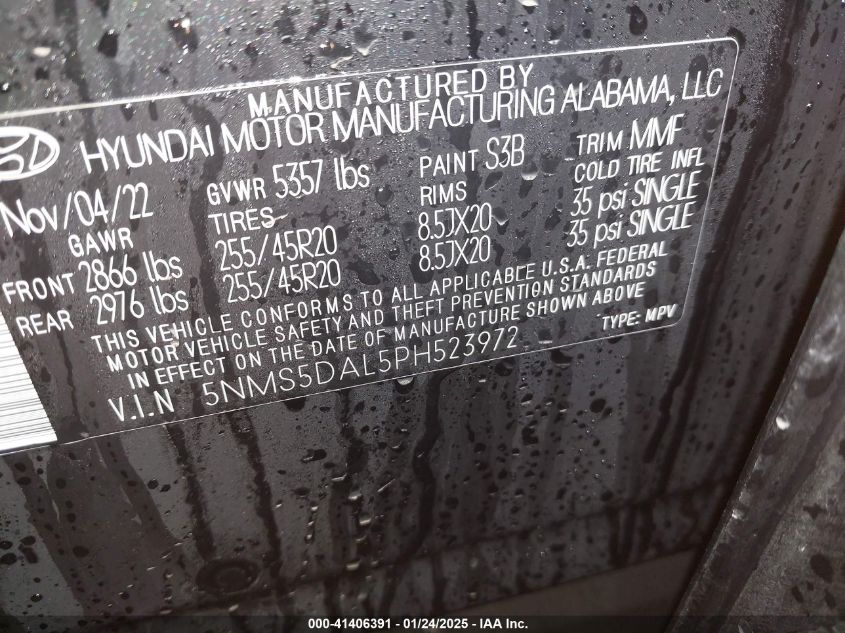 MANUFACTURED BY
HYUNDAI MOTOR MANUFACTURING ALABAMA, LLC
Nov/04/22 GVWR 5357 lbs PAINT S3B TRIM MMF
GAWR TIRES RIMS COLD TIRE INFL
FRONT 2866 lbs 255/45R20 8.5JX20 35 psi SINGLE
REAR 2976 lbs 255/45R20 8.5JX20 35 psi SINGLE
THIS VEHICLE CONFORMS TO ALL APPLICABLE U.S.A. FEDERAL
MOTOR VEHICLE SAFETY AND THEFT PREVENTION STANDARDS
IN EFFECT ON THE DATE OF MANUFACTURE SHOWN ABOVE
V.I.N 5NMS5DAL5PH523972 TYPE: MPV
000-41406391 - 01/24/2025 - IAA Inc.